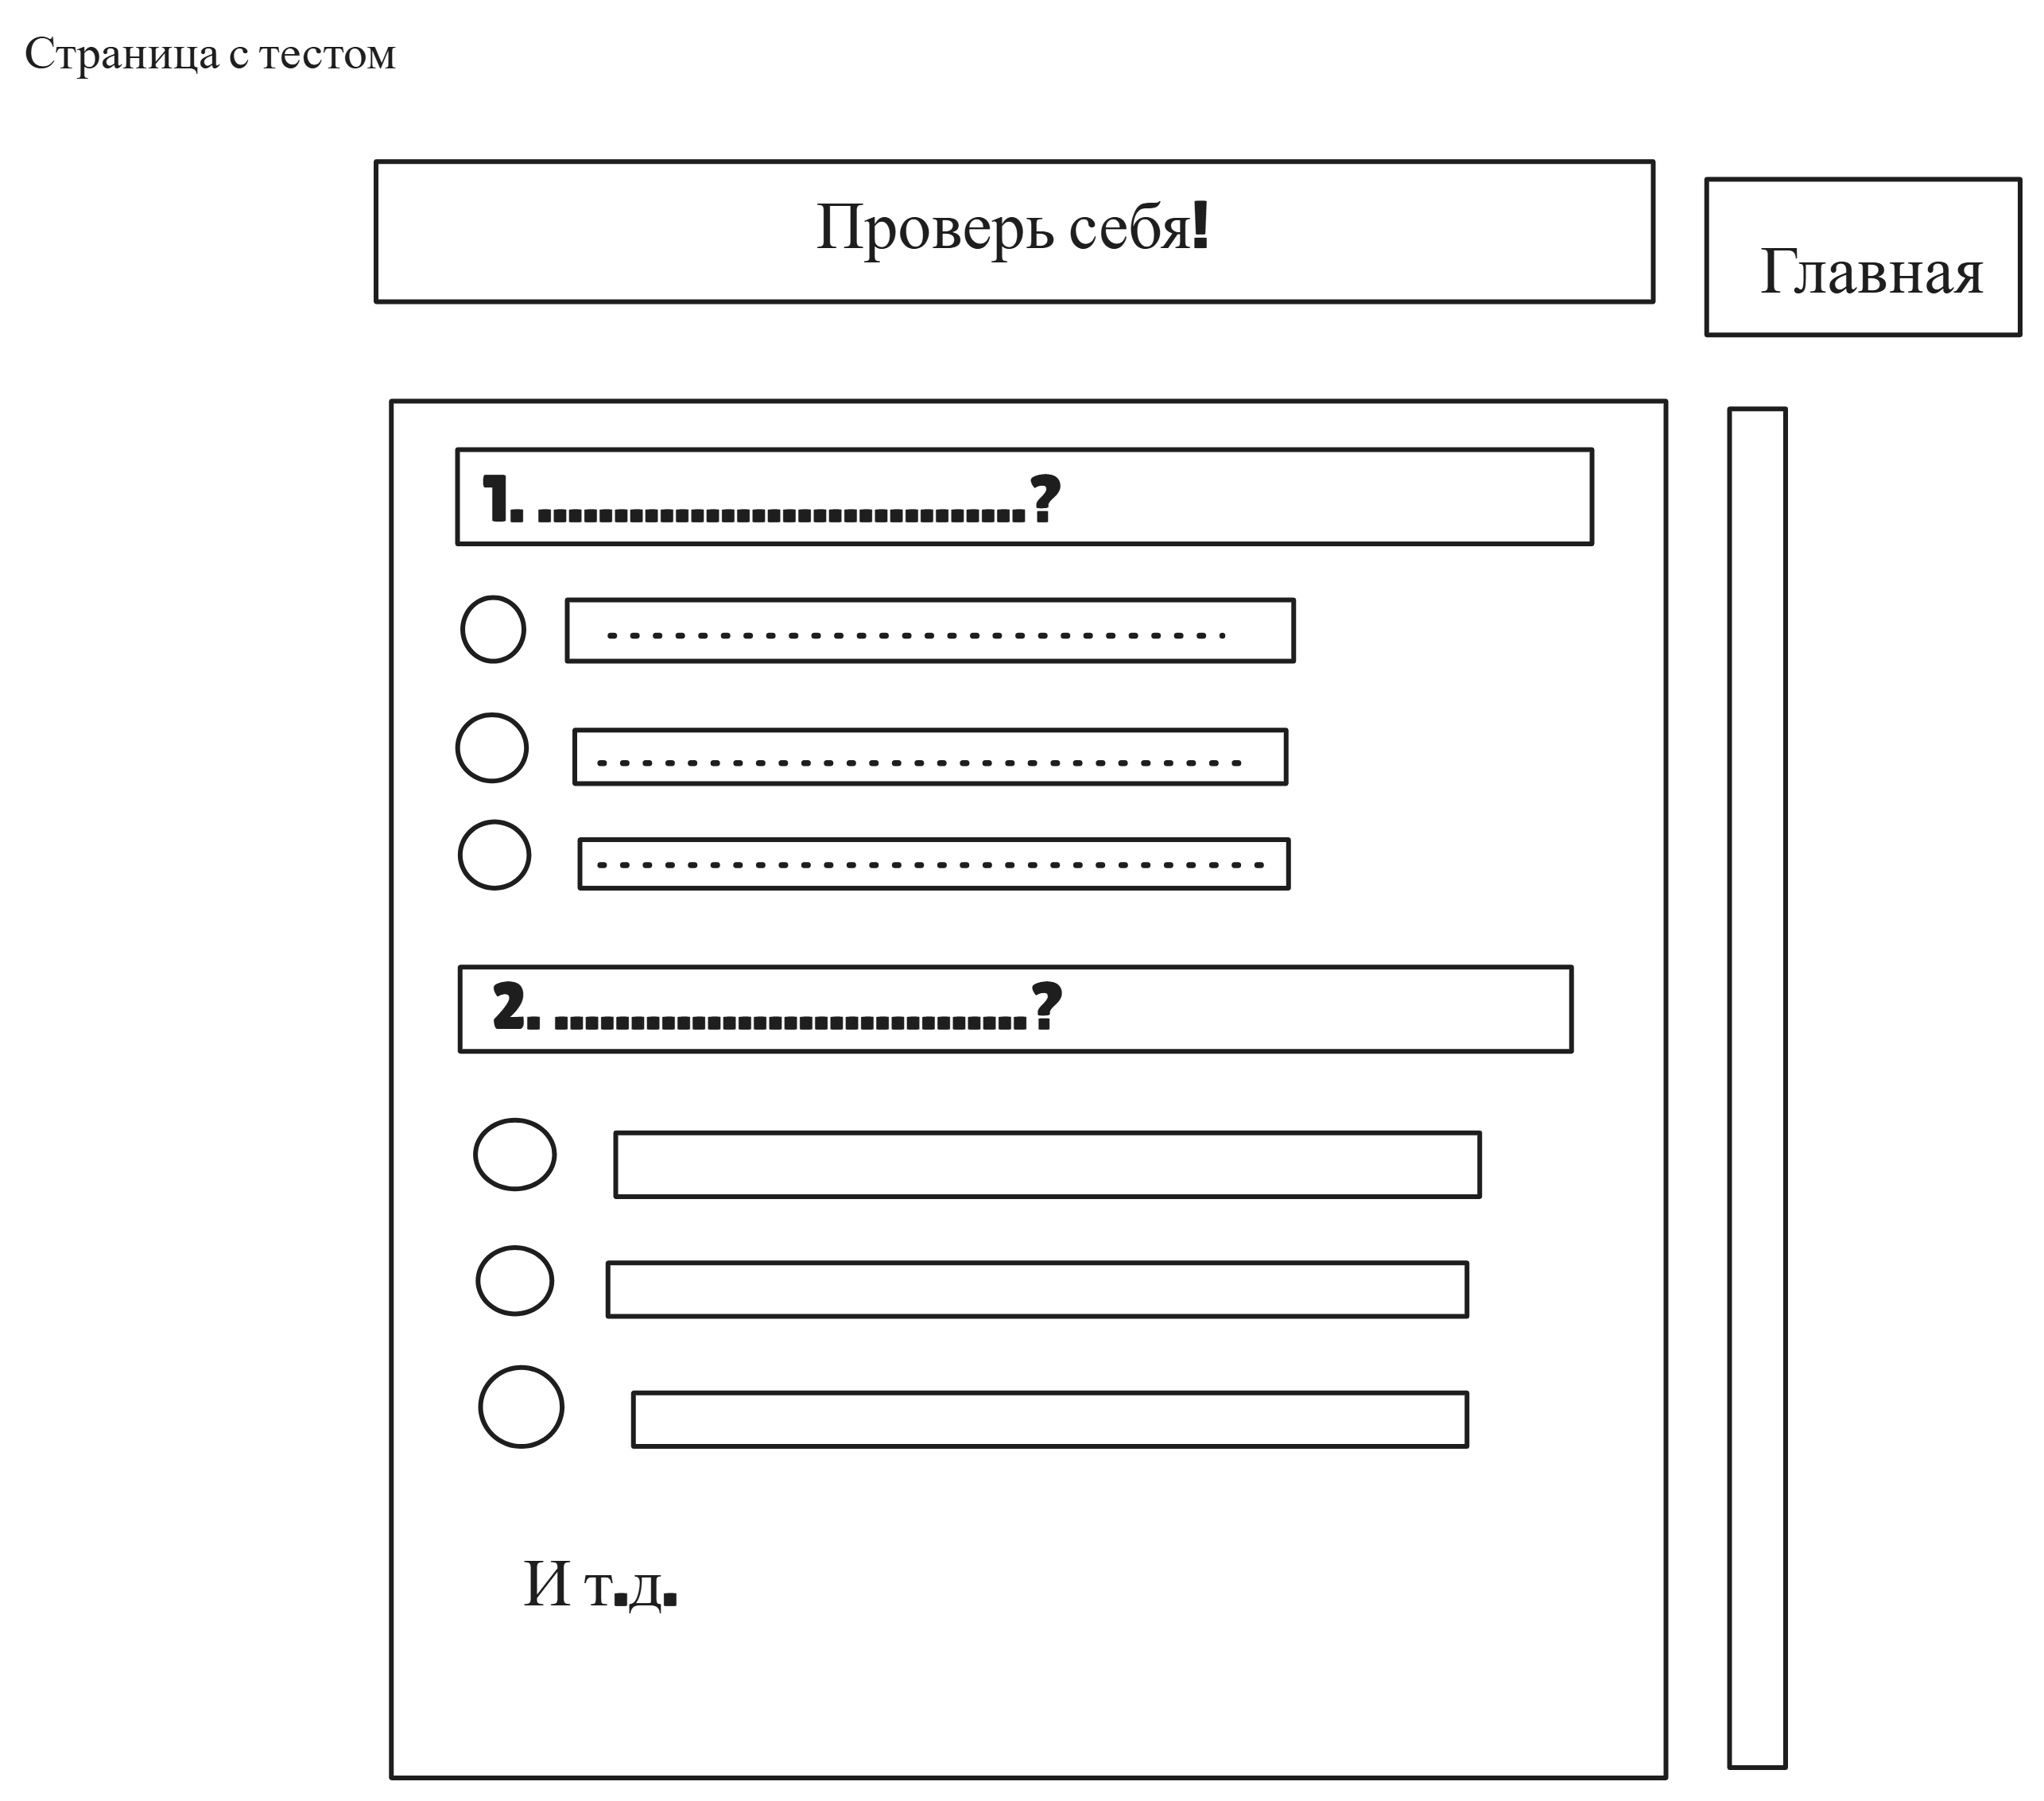 Страница с тестом
Проверь себя!
Главная
1. ................................?
2. ...............................?
И т.д.